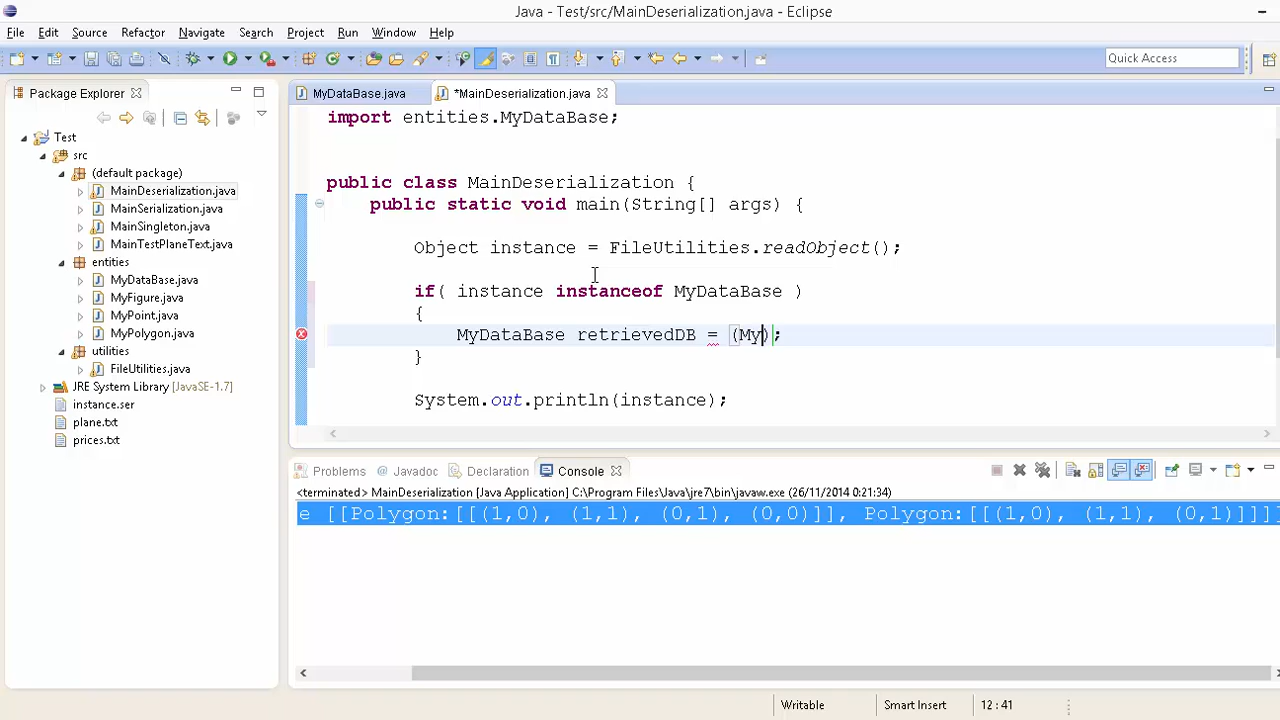 Java - Test/src/MainDeserialization.java - Eclipse
File Edit Source Refactor Navigate Search Project Run Window Help
Quick Access
Package Explorer
MyDataBase.java
*MainDeserialization.java
Test
src
(default package)
MainDeserialization.java
MainSerialization.java
MainSingleton.java
MainTestPlaneText.java
entities
MyDataBase.java
MyFigure.java
MyPoint.java
MyPolygon.java
utilities
FileUtilities.java
JRE System Library [JavaSE-1.7]
instance.ser
plane.txt
prices.txt
import entities.MyDataBase;
public class MainDeserialization {
public static void main(String[] args) {
Object instance = FileUtilities.readObject();
if( instance instanceof MyDataBase )
{
MyDataBase retrievedDB = (My);
}
System.out.println(instance);
Problems Javadoc Declaration Console
<terminated> MainDeserialization [Java Application] C:\Program Files\Java\jre7\bin\javaw.exe (26/11/2014 0:21:34)
e [[Polygon:[[(1,0), (1,1), (0,1), (0,0)]], Polygon:[[(1,0), (1,1), (0,1)]]]]
Writable Smart Insert 12 : 41